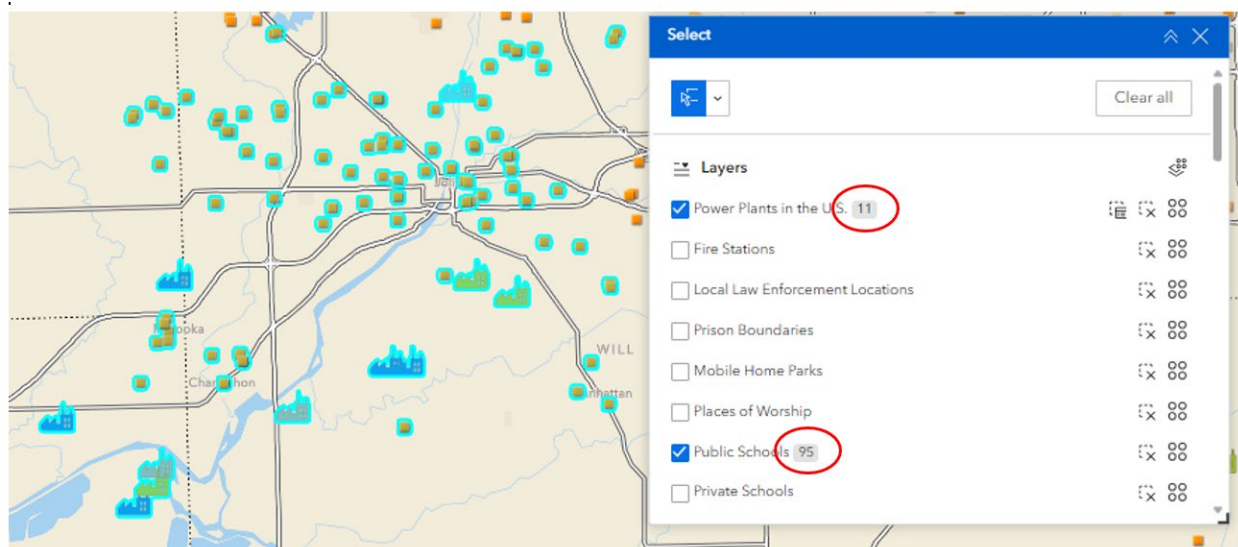 Select
Clear all
Layers
Power Plants in the U.S. 11
Fire Stations
Local Law Enforcement Locations
Prison Boundaries
Mobile Home Parks
Places of Worship
Public Schools 95
Private Schools
WILL